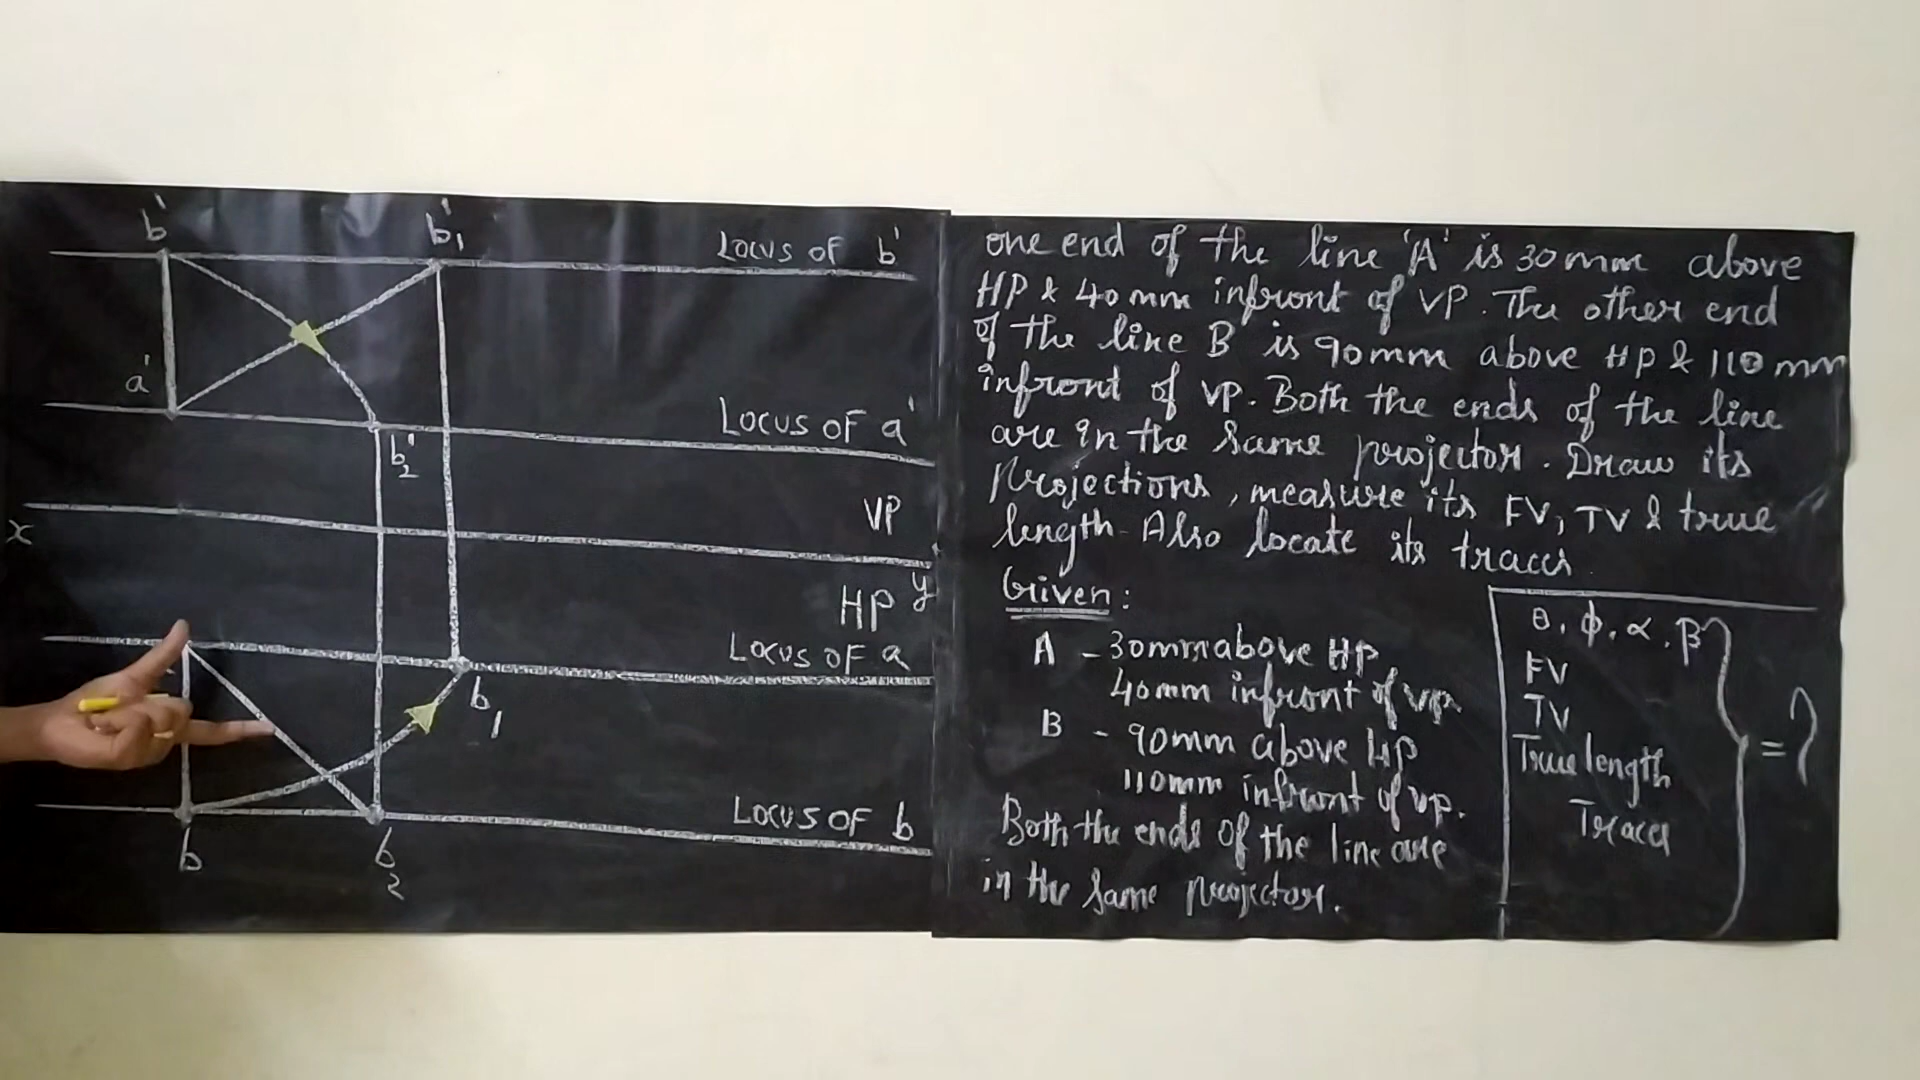 b'
b'1
Locus of b'
a'
Locus of a'
b'2
x
VP
y
HP
Locus of a
b1
Locus of b
b
b2
one end of the line 'A' is 30mm above
HP & 40mm infront of VP. The other end
of the line B is 90mm above HP & 110mm
infront of VP. Both the ends of the line
are in the same projector. Draw its
Projections, measure its FV, TV & true
length. Also locate its traces.
Given:
A - 30mm above HP
40mm infront of VP
B - 90mm above HP
110mm infront of VP.
Both the ends of the line are
in the same projector.
θ, φ, α, β
FV
TV
True length
Traces
= ?